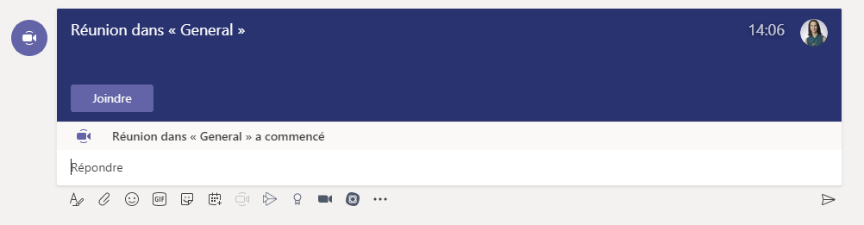 Réunion dans « General »
14:06
Joindre
Réunion dans « General » a commencé
Répondre
GIF